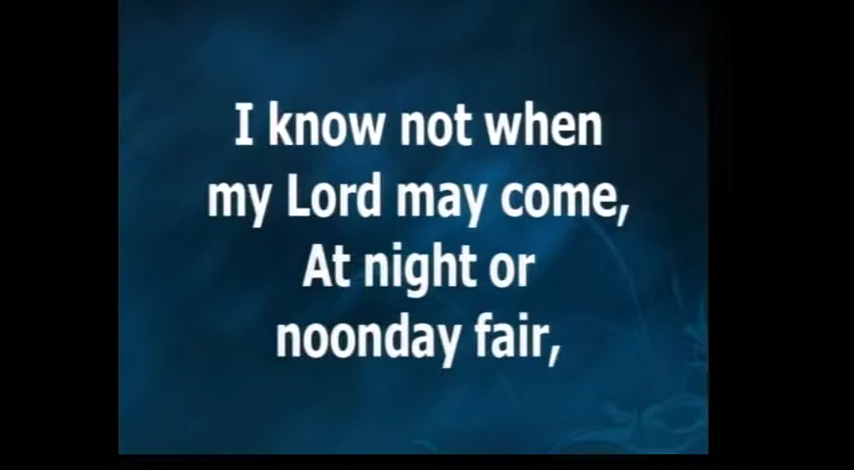 I know not when
my Lord may come,
At night or
noonday fair,